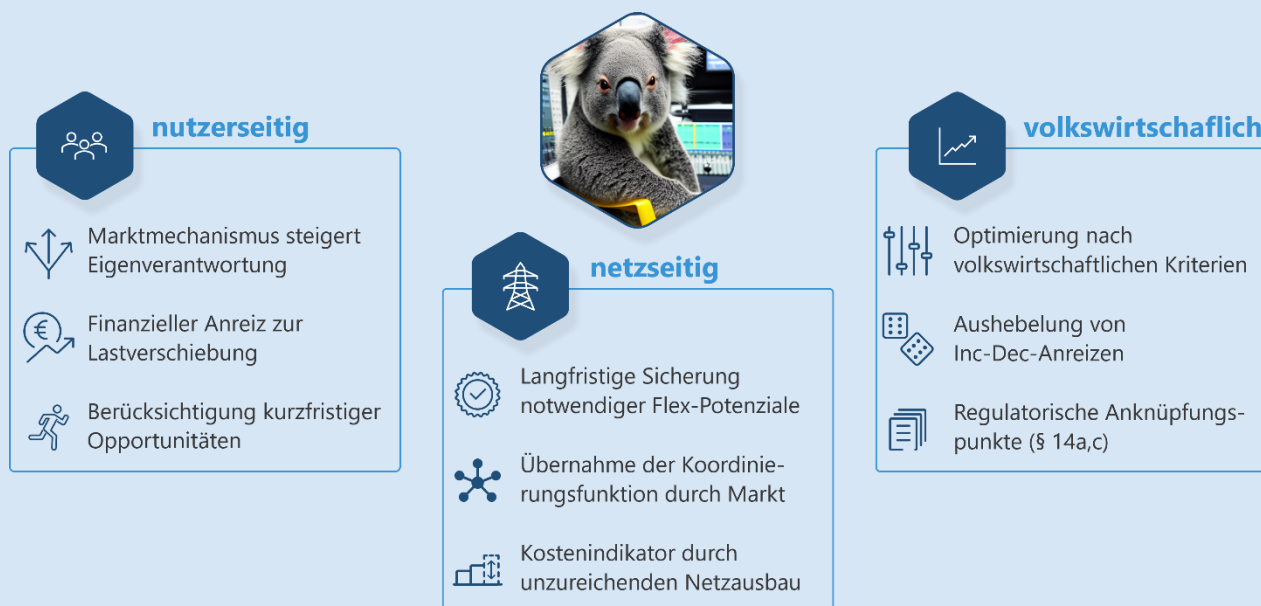 nutzerseitig
Marktmechanismus steigert
Eigenverantwortung
Finanzieller Anreiz zur
Lastverschiebung
Berücksichtigung kurzfristiger
Opportunitäten
netzseitig
Langfristige Sicherung
notwendiger Flex-Potenziale
Übernahme der Koordinie-
rungsfunktion durch Markt
Kostenindikator durch
unzureichenden Netzausbau
volkswirtschaflich
Optimierung nach
volkswirtschaftlichen Kriterien
Aushebelung von
Inc-Dec-Anreizen
Regulatorische Anknüpfungs-
punkte (§ 14a,c)